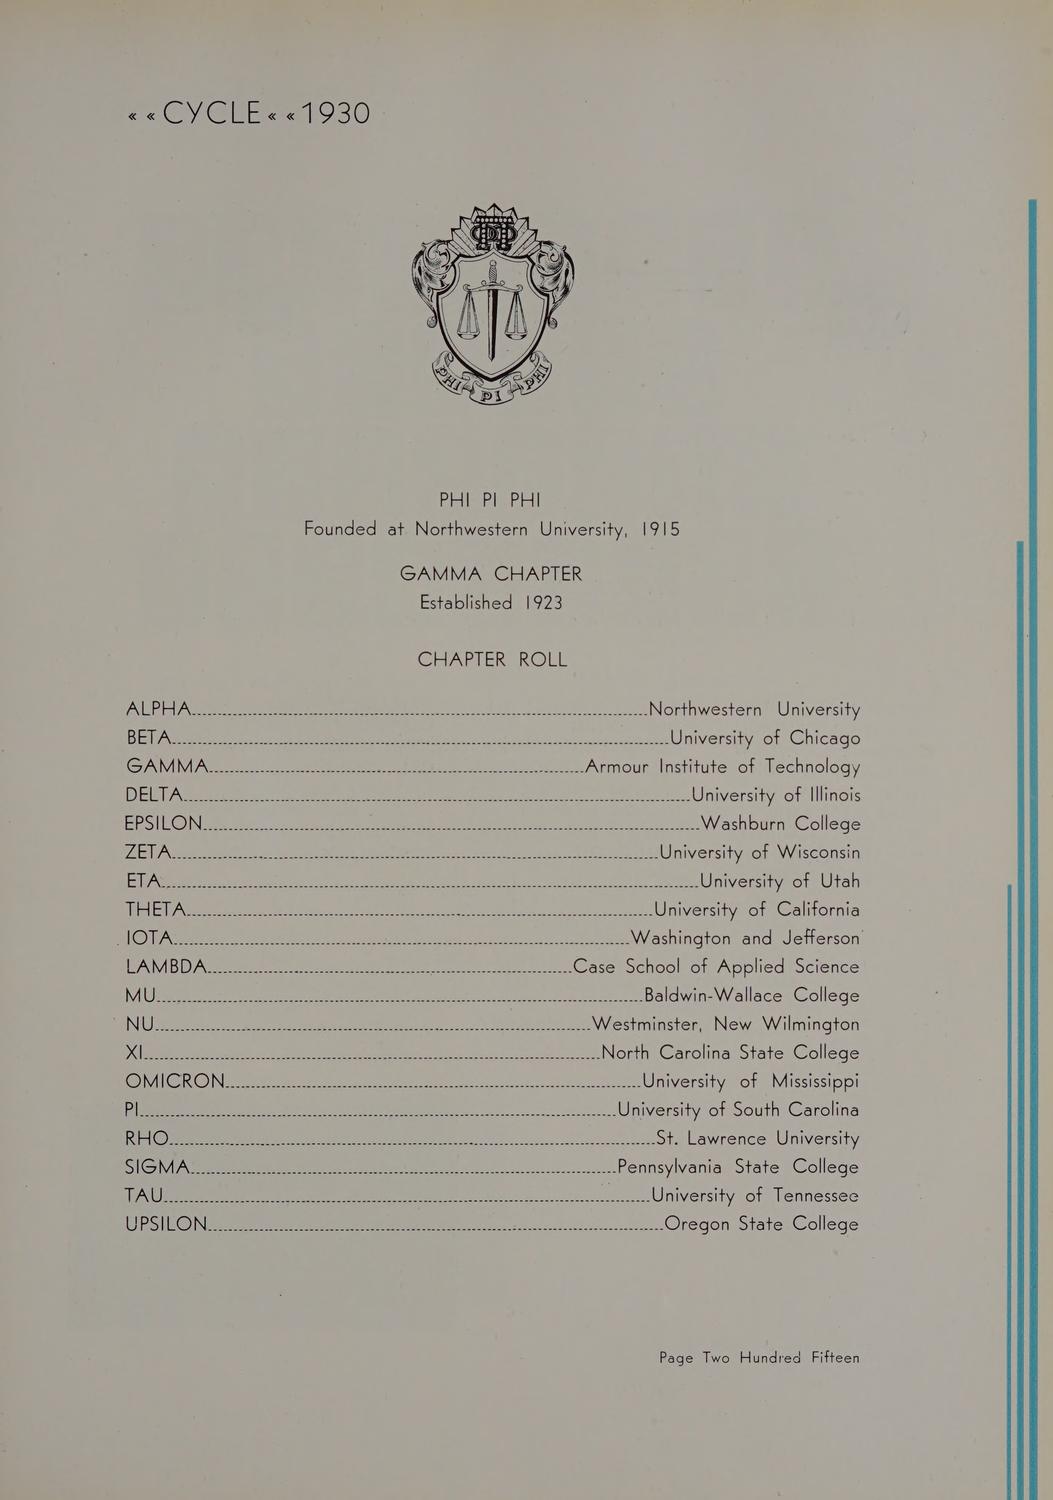 « « CYCLE « « 1930
PHI PI PHI
PHI PI PHI
Founded at Northwestern University, 1915
GAMMA CHAPTER
Established 1923
CHAPTER ROLL
ALPHA Northwestern University
BETA University of Chicago
GAMMA Armour Institute of Technology
DELTA University of Illinois
EPSILON Washburn College
ZETA University of Wisconsin
ETA University of Utah
THETA University of California
IOTA Washington and Jefferson
LAMBDA Case School of Applied Science
MU Baldwin-Wallace College
NU Westminster, New Wilmington
XI North Carolina State College
OMICRON University of Mississippi
PI University of South Carolina
RHO St. Lawrence University
SIGMA Pennsylvania State College
TAU University of Tennessee
UPSILON Oregon State College
Page Two Hundred Fifteen